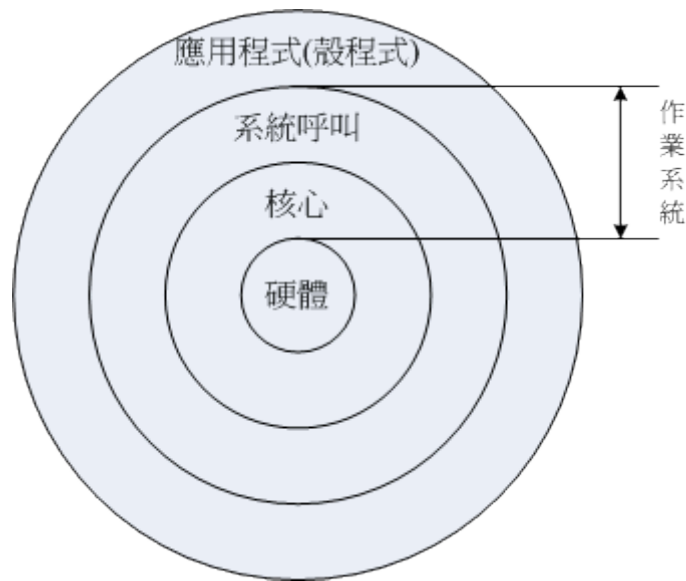 應用程式(殼程式)
系統呼叫
核心
硬體
作業系統